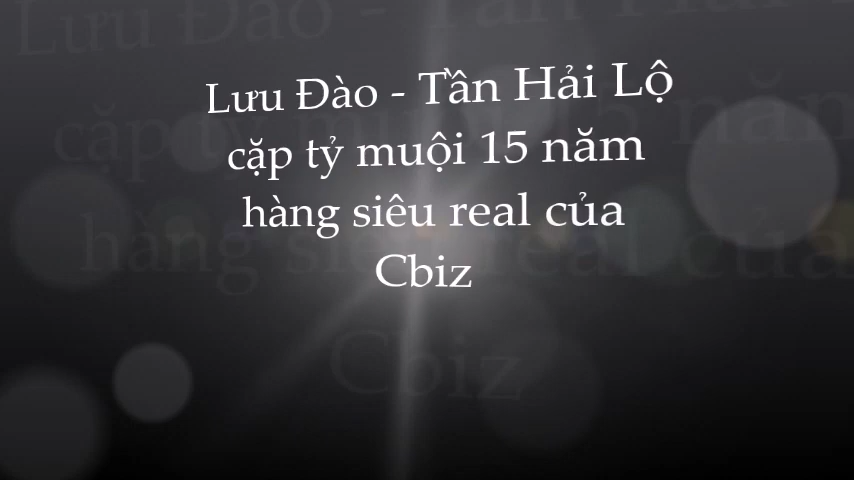 Lưu Đào - Tần Hải Lộ
cặp tỷ muội 15 năm
hàng siêu real của
Cbiz